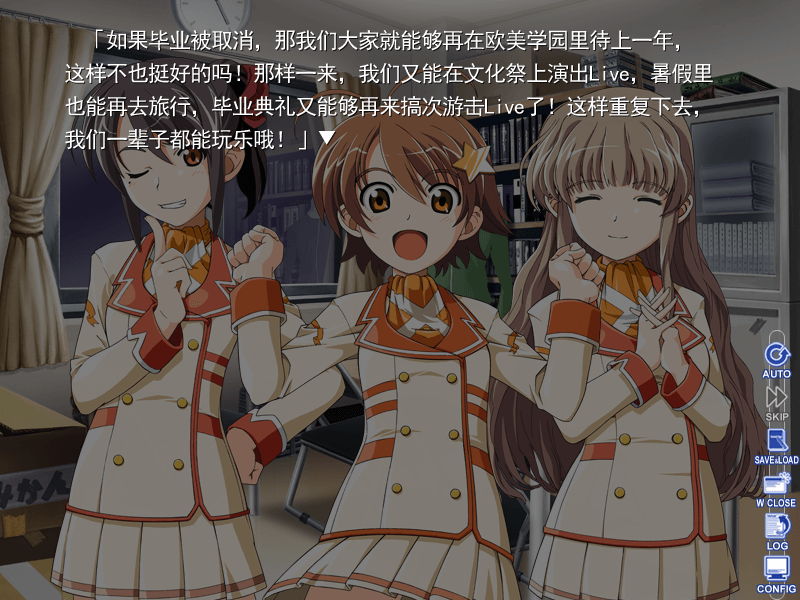 「如果毕业被取消，那我们大家就能够再在欧美学园里待上一年，
这样不也挺好的吗！那样一来，我们又能在文化祭上演出Live，暑假里
也能再去旅行，毕业典礼又能够再来搞次游击Live了！这样重复下去，
我们一辈子都能玩乐哦！」▼
AUTO
SKIP
SAVE&LOAD
W CLOSE
LOG
CONFIG
みかん